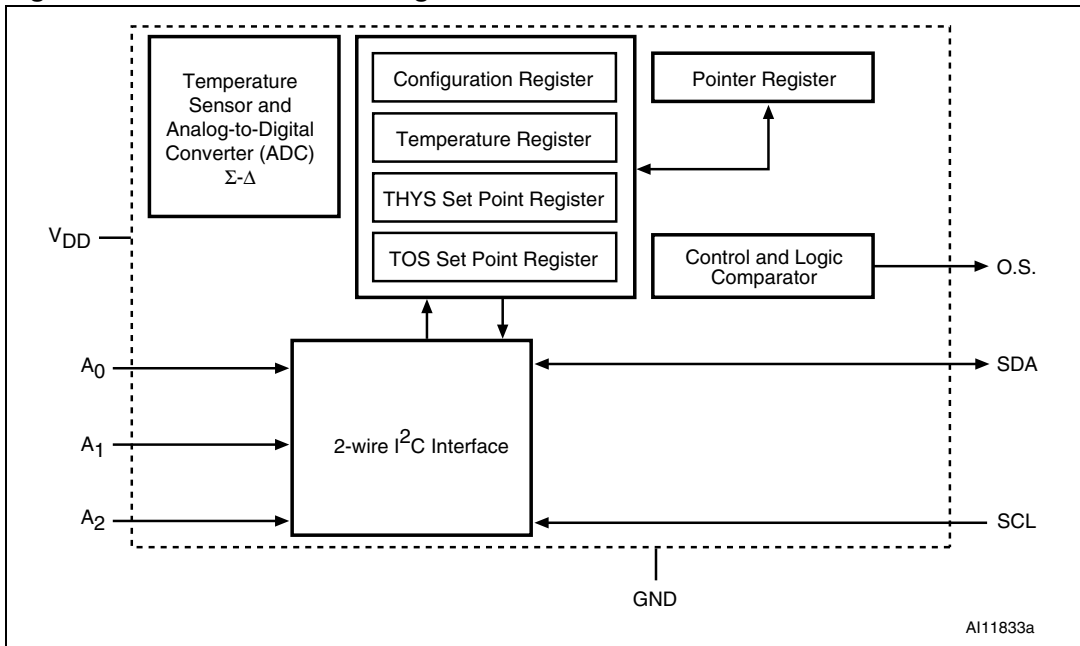 Temperature
Sensor and
Analog-to-Digital
Converter (ADC)
Σ-Δ
Configuration Register
Temperature Register
THYS Set Point Register
TOS Set Point Register
Pointer Register
Control and Logic
Comparator
VDD
O.S.
A0
A1
A2
2-wire I2C Interface
SDA
SCL
GND
AI11833a